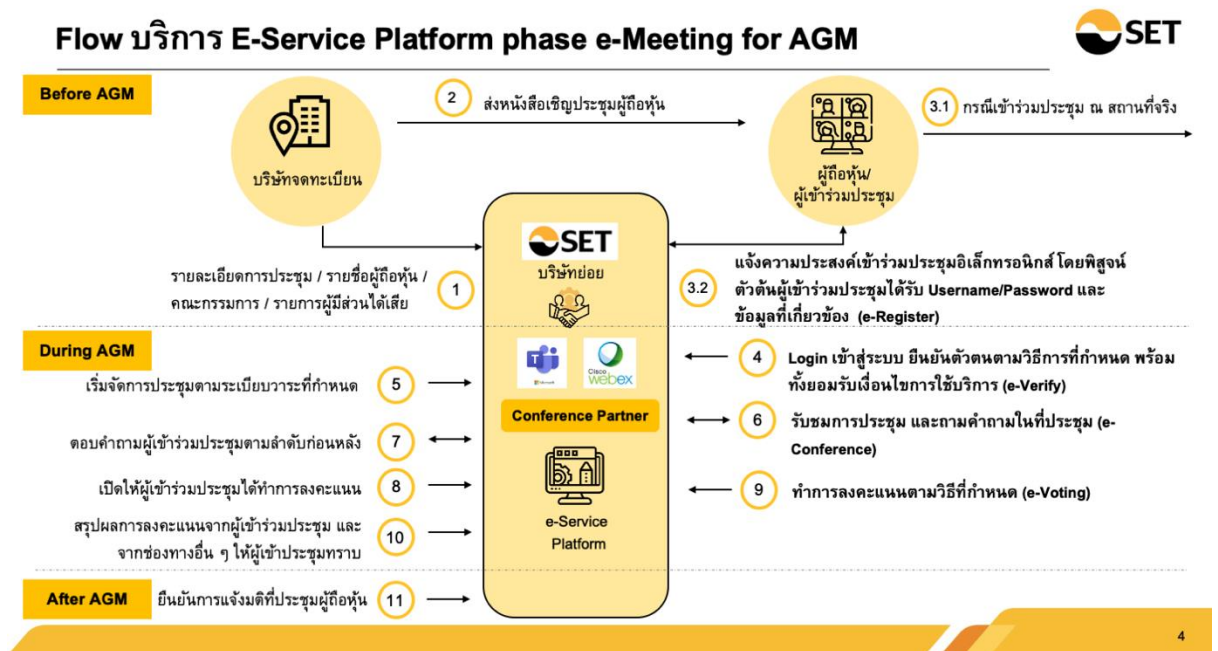 Flow บริการ E-Service Platform phase e-Meeting for AGM
SET
Before AGM
2
ส่งหนังสือเชิญประชุมผู้ถือหุ้น
3.1
กรณีเข้าร่วมประชุม ณ สถานที่จริง
บริษัทจดทะเบียน
ผู้ถือหุ้น/
ผู้เข้าร่วมประชุม
SET
บริษัทย่อย
รายละเอียดการประชุม / รายชื่อผู้ถือหุ้น /
คณะกรรมการ / รายการผู้มีส่วนได้เสีย
1
3.2
แจ้งความประสงค์เข้าร่วมประชุมอิเล็กทรอนิกส์ โดยพิสูจน์
ตัวต้นผู้เข้าร่วมประชุมได้รับ Username/Password และ
ข้อมูลที่เกี่ยวข้อง (e-Register)
During AGM
เริ่มจัดการประชุมตามระเบียบวาระที่กำหนด
5
Microsoft
Cisco
webex
4
Login เข้าสู่ระบบ ยืนยันตัวตนตามวิธีการที่กำหนด พร้อม
ทั้งยอมรับเงื่อนไขการใช้บริการ (e-Verify)
Conference Partner
6
รับชมการประชุม และถามคำถามในที่ประชุม (e-
Conference)
ตอบคำถามผู้เข้าร่วมประชุมตามลำดับก่อนหลัง
7
เปิดให้ผู้เข้าร่วมประชุมได้ทำการลงคะแนน
8
9
ทำการลงคะแนนตามวิธีที่กำหนด (e-Voting)
สรุปผลการลงคะแนนจากผู้เข้าร่วมประชุม และ
จากช่องทางอื่น ๆ ให้ผู้เข้าประชุมทราบ
10
e-Service
Platform
After AGM
ยืนยันการแจ้งมติที่ประชุมผู้ถือหุ้น
11
4